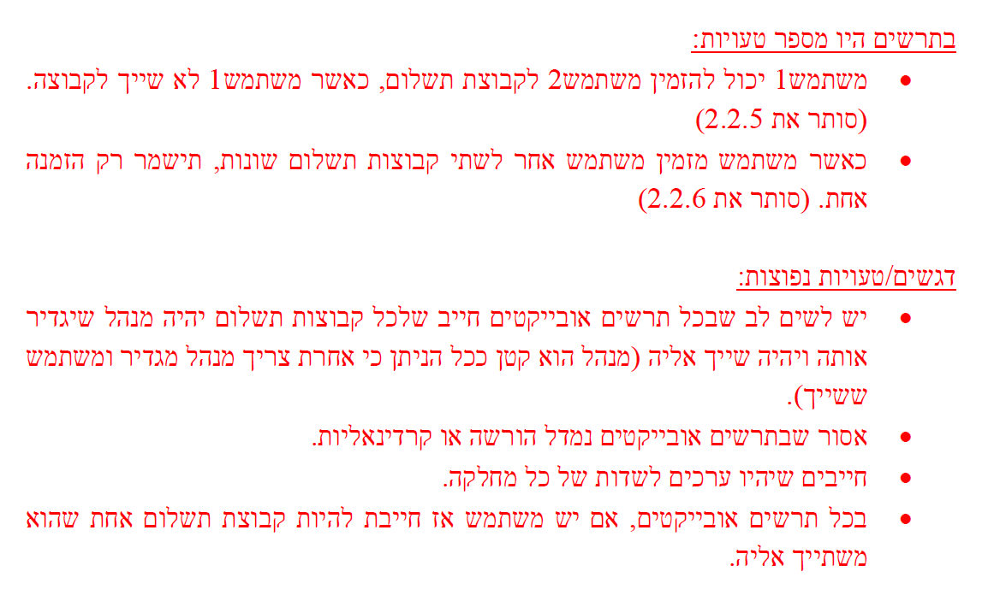 בתרשים היו מספר טעויות:
• משתמש1 יכול להזמין משתמש2 לקבוצת תשלום, כאשר משתמש1 לא שייך לקבוצה.
(סותר את 2.2.5)
• כאשר משתמש מזמין משתמש אחר לשתי קבוצות תשלום שונות, תישמר רק הזמנה
אחת. (סותר את 2.2.6)
דגשים/טעויות נפוצות:
• יש לשים לב שבכל תרשים אובייקטים חייב שלכל קבוצות תשלום יהיה מנהל שיגדיר
אותה ויהיה שייך אליה (מנהל הוא קטן ככל הניתן כי אחרת צריך מנהל מגדיר ומשתמש
ששייך).
• אסור שבתרשים אובייקטים נמדל הורשה או קרדינאליות.
• חייבים שיהיו ערכים לשדות של כל מחלקה.
• בכל תרשים אובייקטים, אם יש משתמש אז חייבת להיות קבוצת תשלום אחת שהוא
משתייך אליה.